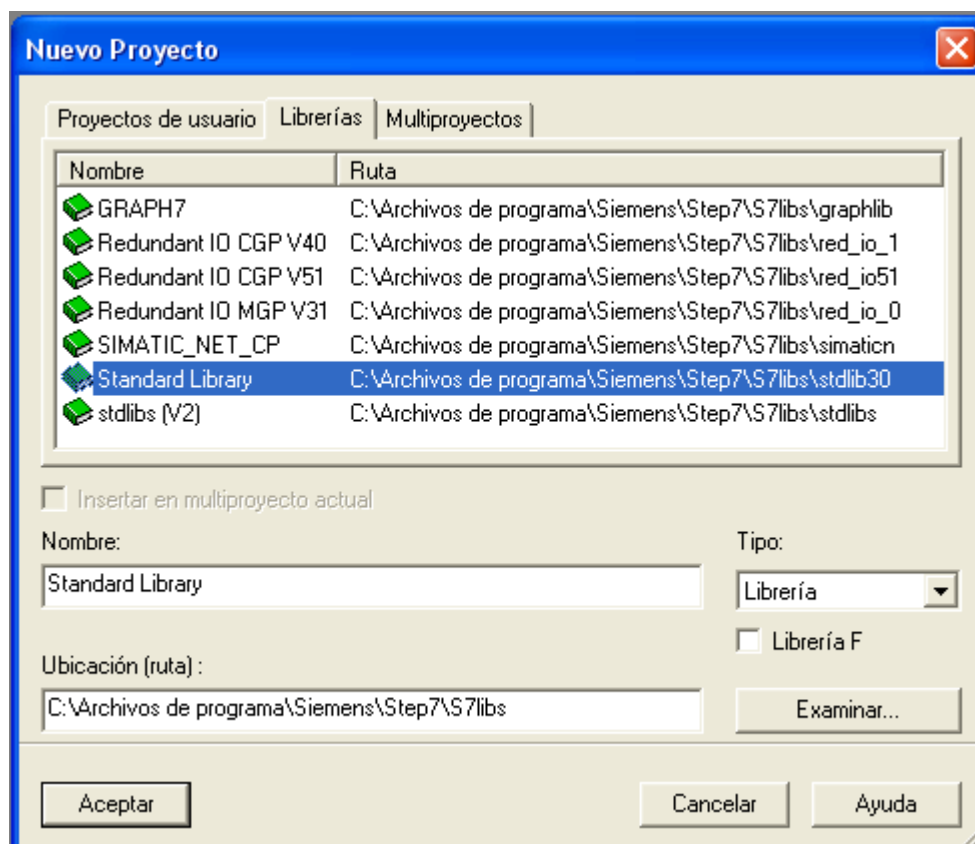 Nuevo Proyecto
Proyectos de usuario Librerías Multiproyectos
Nombre Ruta
GRAPH7 C:\Archivos de programa\Siemens\Step7\S7libs\graphlib
Redundant IO CGP V40 C:\Archivos de programa\Siemens\Step7\S7libs\red_io_1
Redundant IO CGP V51 C:\Archivos de programa\Siemens\Step7\S7libs\red_io51
Redundant IO MGP V31 C:\Archivos de programa\Siemens\Step7\S7libs\red_io_0
SIMATIC_NET_CP C:\Archivos de programa\Siemens\Step7\S7libs\simaticn
Standard Library C:\Archivos de programa\Siemens\Step7\S7libs\stdlib30
stdlibs (V2) C:\Archivos de programa\Siemens\Step7\S7libs\stdlibs
Insertar en multiproyecto actual
Nombre: Tipo:
Standard Library Librería
Librería F
Ubicación (ruta) :
C:\Archivos de programa\Siemens\Step7\S7libs Examinar...
Aceptar Cancelar Ayuda